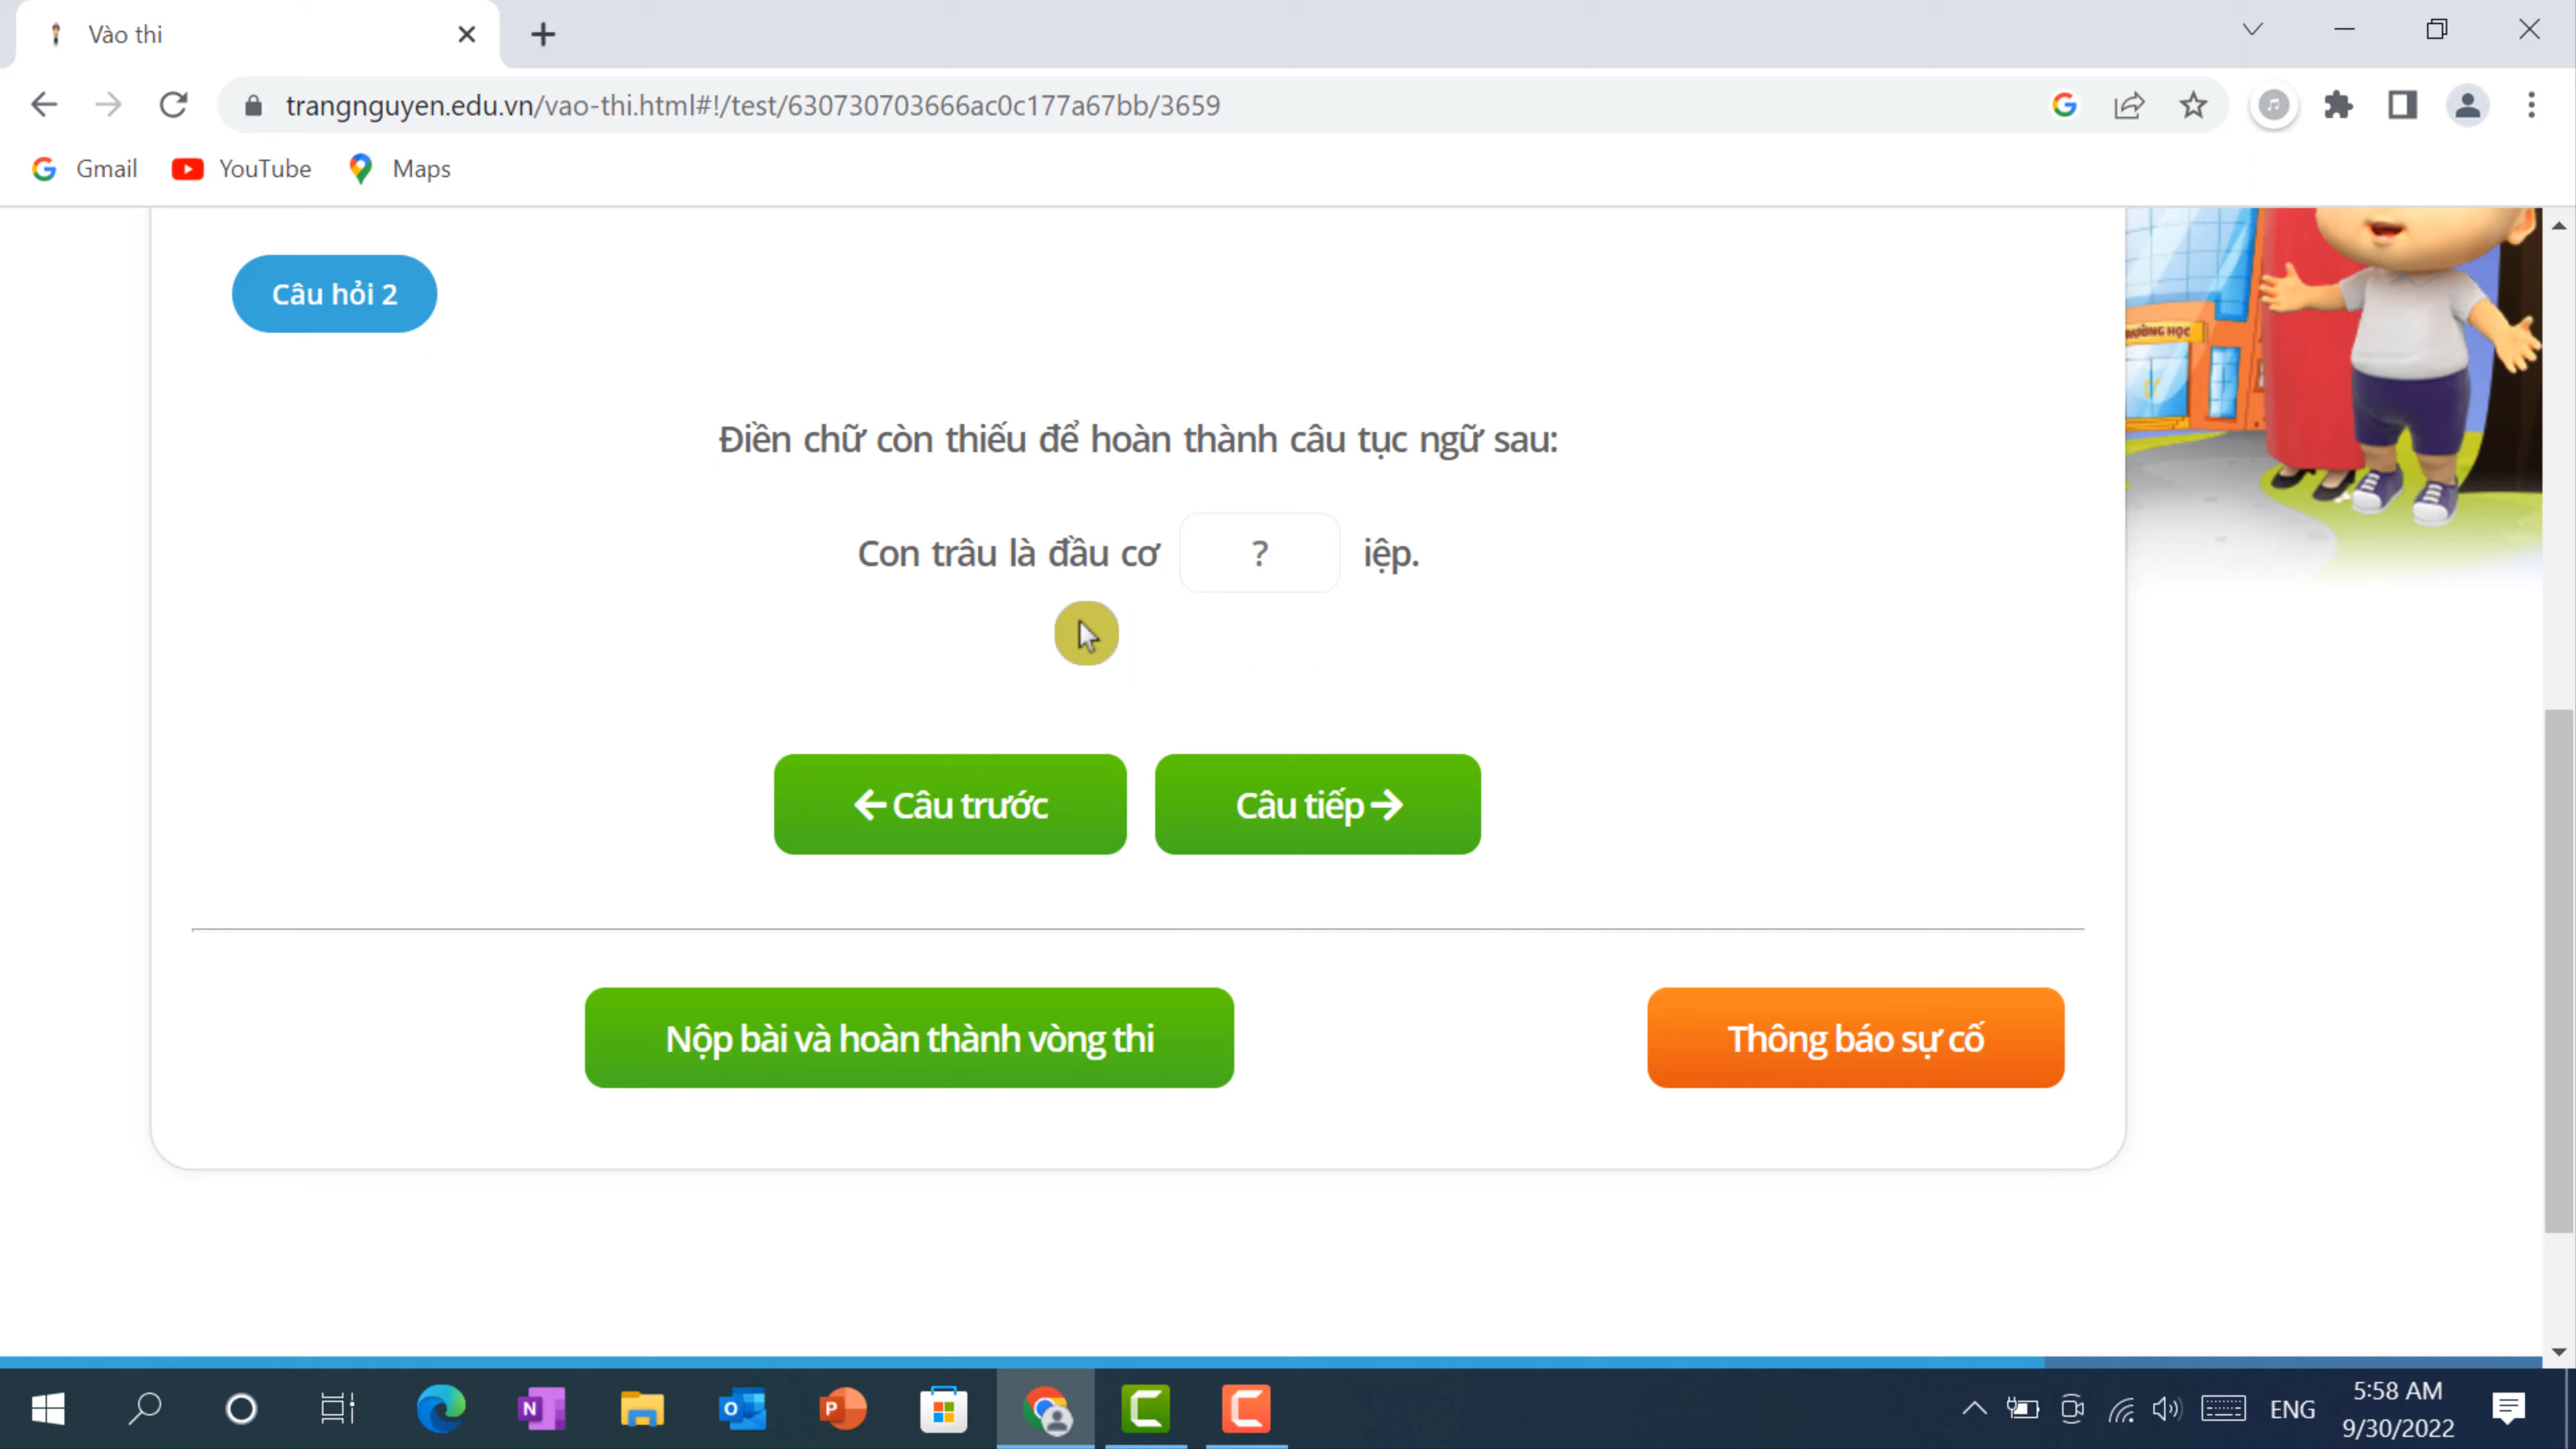 Vào thi
trangnguyen.edu.vn/vao-thi.html#!/test/630730703666ac0c177a67bb/3659
Gmail YouTube Maps
Câu hỏi 2
ƯỜNG HỌC
Điền chữ còn thiếu để hoàn thành câu tục ngữ sau:
Con trâu là đầu cơ ? iệp.
Câu trước Câu tiếp
Nộp bài và hoàn thành vòng thi Thông báo sự cố
ENG
5:58 AM
9/30/2022